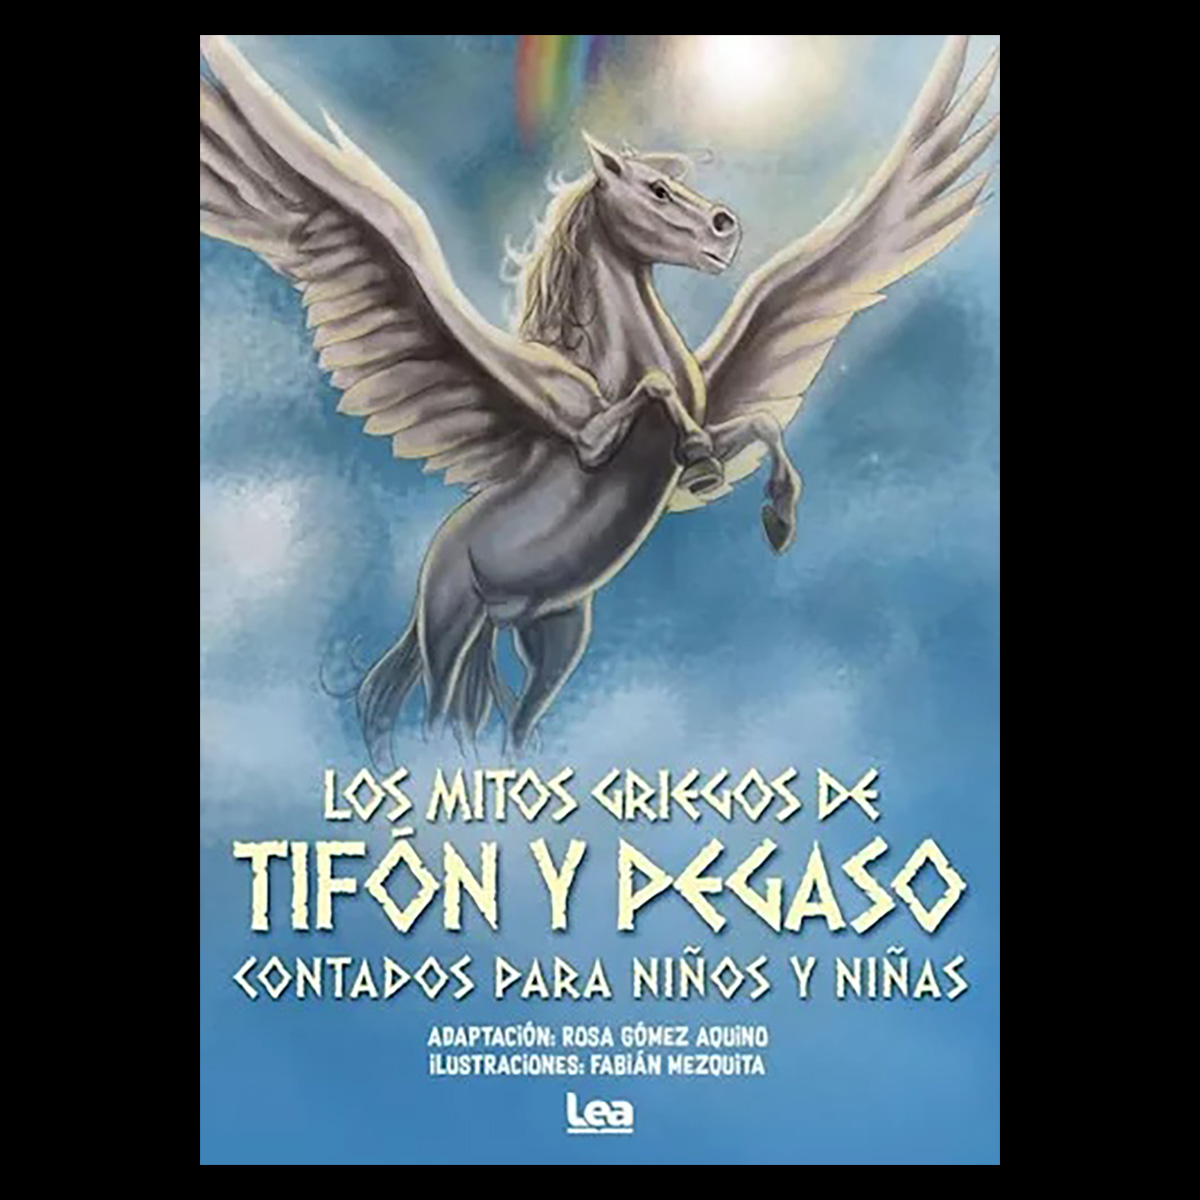 LOS MITOS GRIEGOS DE
TIFÓN Y PEGASO
CONTADOS PARA NIÑOS Y NIÑAS
ADAPTACIÓN: ROSA GÓMEZ AQUINO
ILUSTRACIONES: FABIÁN MEZQUITA
Lea